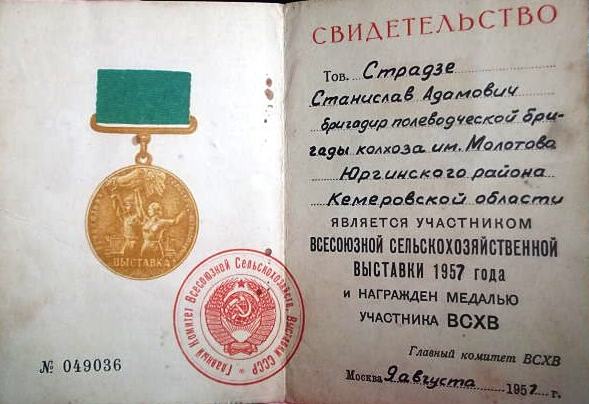 ВЫСТАВКА
Главный Комитет Всесоюзной Сельскохозяйств. Выставки СССР
№ 049036
СВИДЕТЕЛЬСТВО
Тов. Страдзе
Станислав Адамович
бригадир полеводческой бри-
гады колхоза им. Молотова
Юргинского района
Кемеровской области
ЯВЛЯЕТСЯ УЧАСТНИКОМ
ВСЕСОЮЗНОЙ СЕЛЬСКОХОЗЯЙСТВЕННОЙ
ВЫСТАВКИ 1957 года
И НАГРАЖДЕН МЕДАЛЬЮ
УЧАСТНИКА ВСХВ
Главный комитет ВСХВ
Москва 9 августа 1957 г.